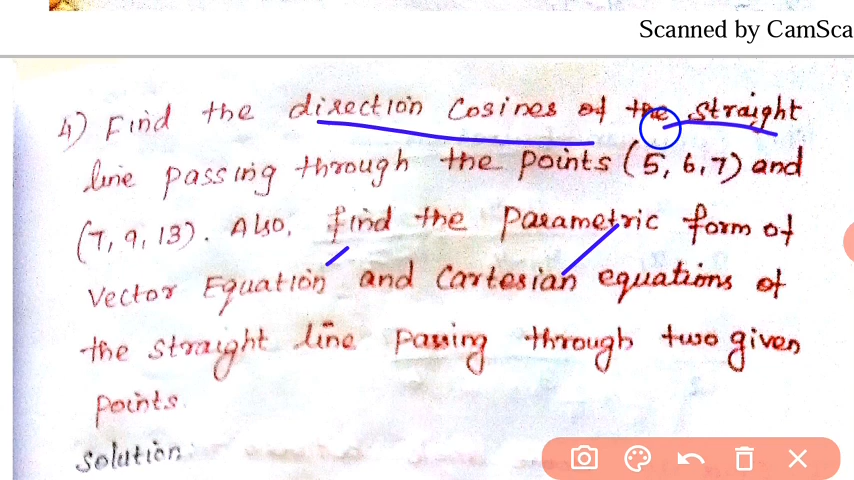 Scanned by CamSca
4) Find the direction Cosines of the straight
line passing through the points (5, 6, 7) and
(7, 9, 13). Also, find the Parametric form of
Vector Equation and Cartesian equations of
the straight line passing through two given
points.
Solution: